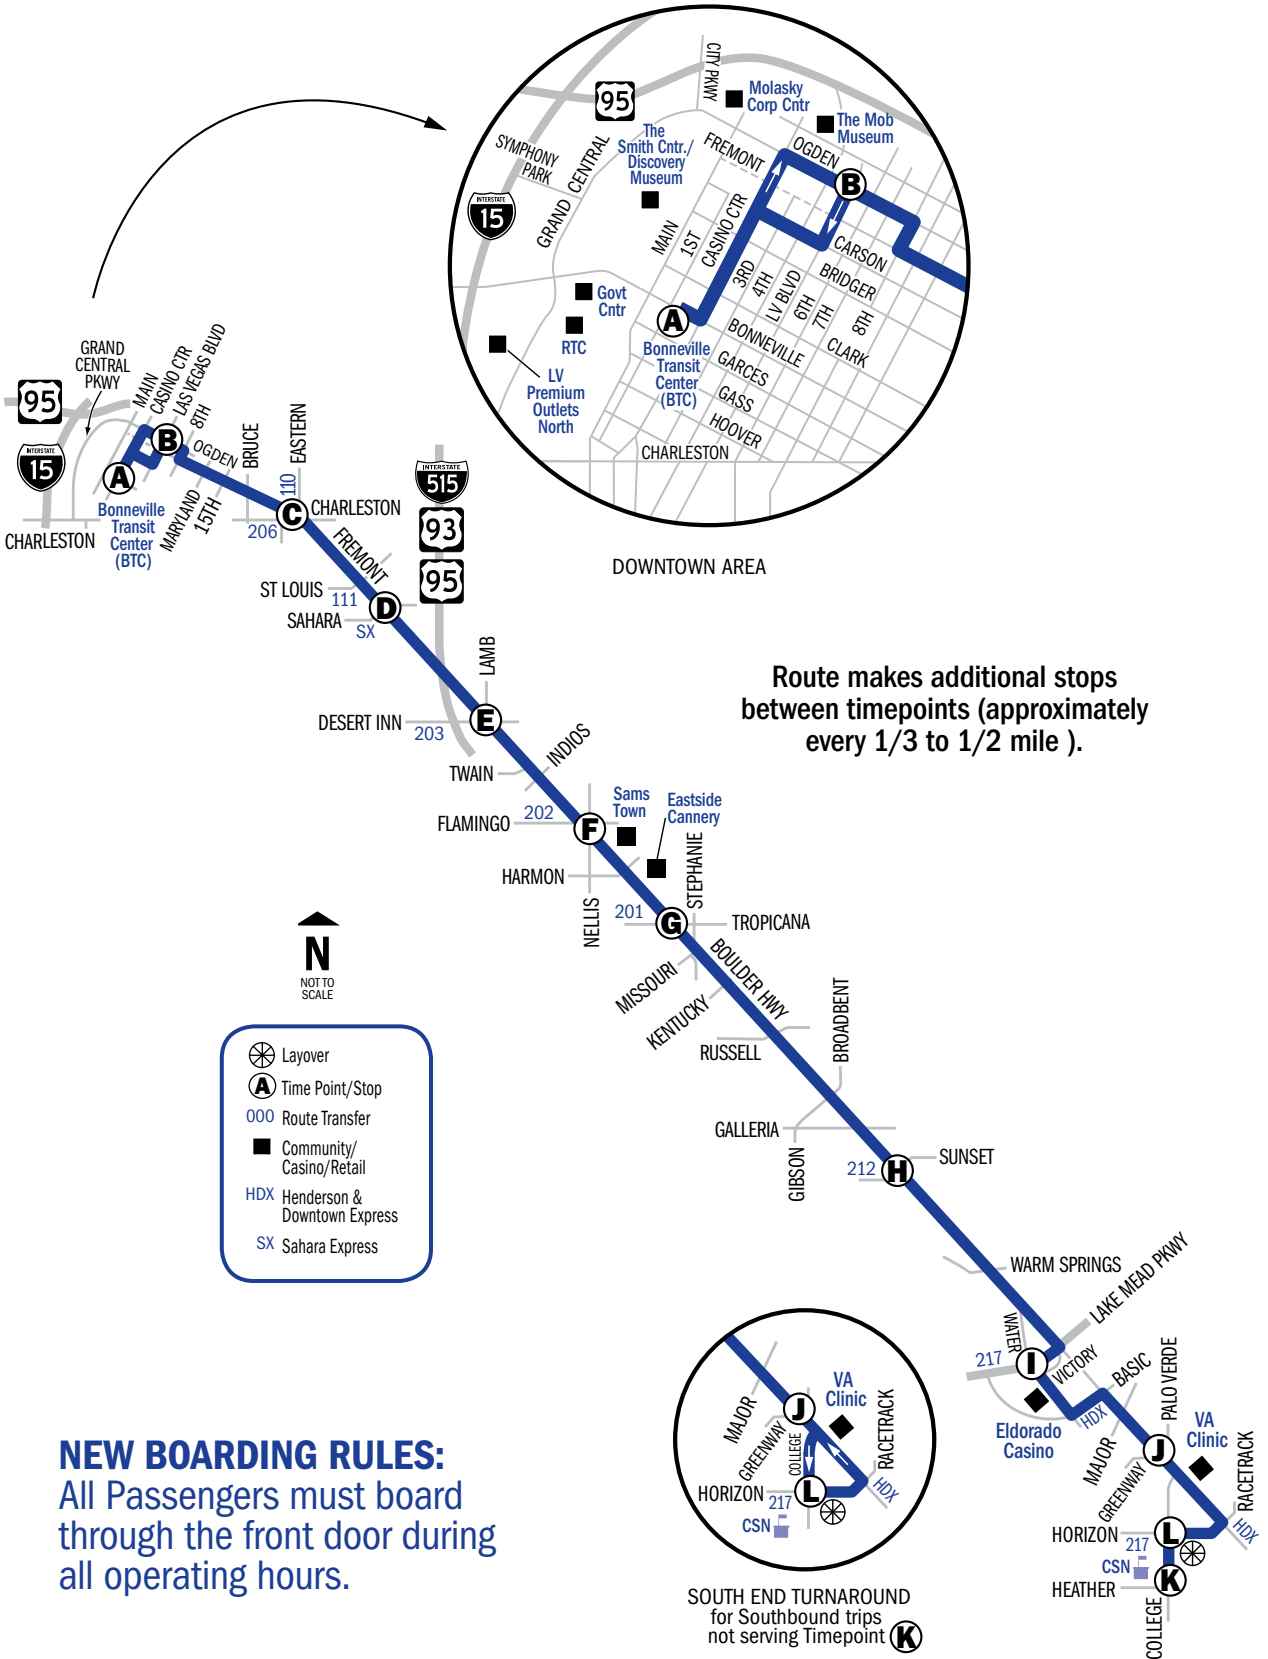 CITY PKWY
95
Molasky
Corp Cntr
The Mob
Museum
The
Smith Cntr./
Discovery
Museum
SYMPHONY
PARK
GRAND CENTRAL
FREMONT
OGDEN
B
INTERSTATE
15
MAIN
1ST
CASINO CTR
3RD
4TH
LV BLVD
6TH
7TH
8TH
CARSON
BRIDGER
CLARK
BONNEVILLE
GARCES
GASS
HOOVER
CHARLESTON
Govt
Cntr
RTC
LV
Premium
Outlets
North
A
Bonneville
Transit
Center
(BTC)
DOWNTOWN AREA
GRAND
CENTRAL
PKWY
MAIN
CASINO CTR
LAS VEGAS BLVD
8TH
95
INTERSTATE
15
B
A
OGDEN
BRUCE
EASTERN
110
Bonneville
Transit
Center
(BTC)
MARYLAND
15TH
CHARLESTON
206
C
CHARLESTON
FREMONT
INTERSTATE
515
93
95
ST LOUIS
111
D
SAHARA
SX
LAMB
DESERT INN
203
E
TWAIN
INDIOS
FLAMINGO
202
F
Sams
Town
Eastside
Cannery
HARMON
NELLIS
STEPHANIE
201
G
TROPICANA
MISSOURI
KENTUCKY
BOULDER HWY
RUSSELL
BROADBENT
GALLERIA
GIBSON
212
H
SUNSET
WARM SPRINGS
LAKE MEAD PKWY
WATER
217
I
VICTORY
BASIC
HDX
Eldorado
Casino
MAJOR
PALO VERDE
J
VA
Clinic
GREENWAY
RACETRACK
HORIZON
L
217
HDX
CSN
HEATHER
K
COLLEGE
Route makes additional stops
between timepoints (approximately
every 1/3 to 1/2 mile ).
N
NOT TO
SCALE
Layover
A Time Point/Stop
000 Route Transfer
Community/
Casino/Retail
HDX Henderson &
Downtown Express
SX Sahara Express
MAJOR
J
VA
Clinic
GREENWAY
COLLEGE
RACETRACK
HORIZON
217
L
HDX
CSN
SOUTH END TURNAROUND
for Southbound trips
not serving Timepoint K
NEW BOARDING RULES:
All Passengers must board
through the front door during
all operating hours.